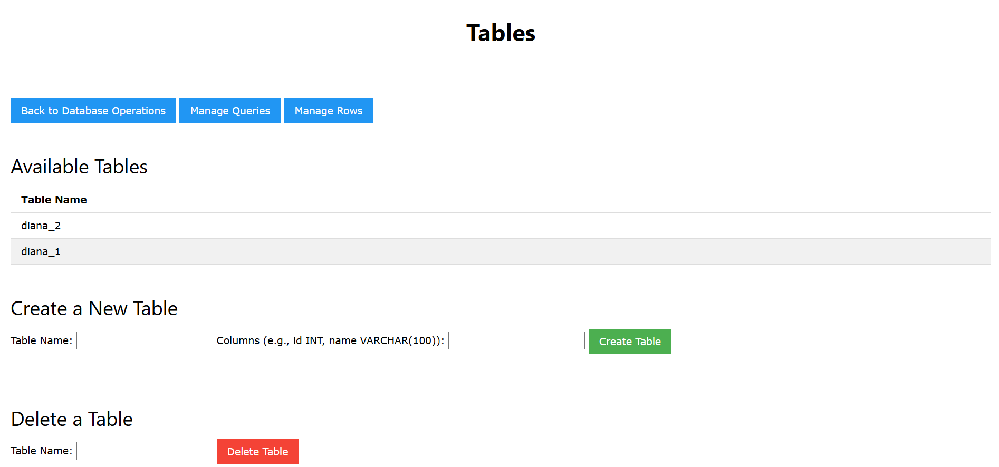 Tables
Back to Database Operations Manage Queries Manage Rows
Available Tables
Table Name
diana_2
diana_1
Create a New Table
Table Name: Columns (e.g., id INT, name VARCHAR(100)): Create Table
Delete a Table
Table Name: Delete Table